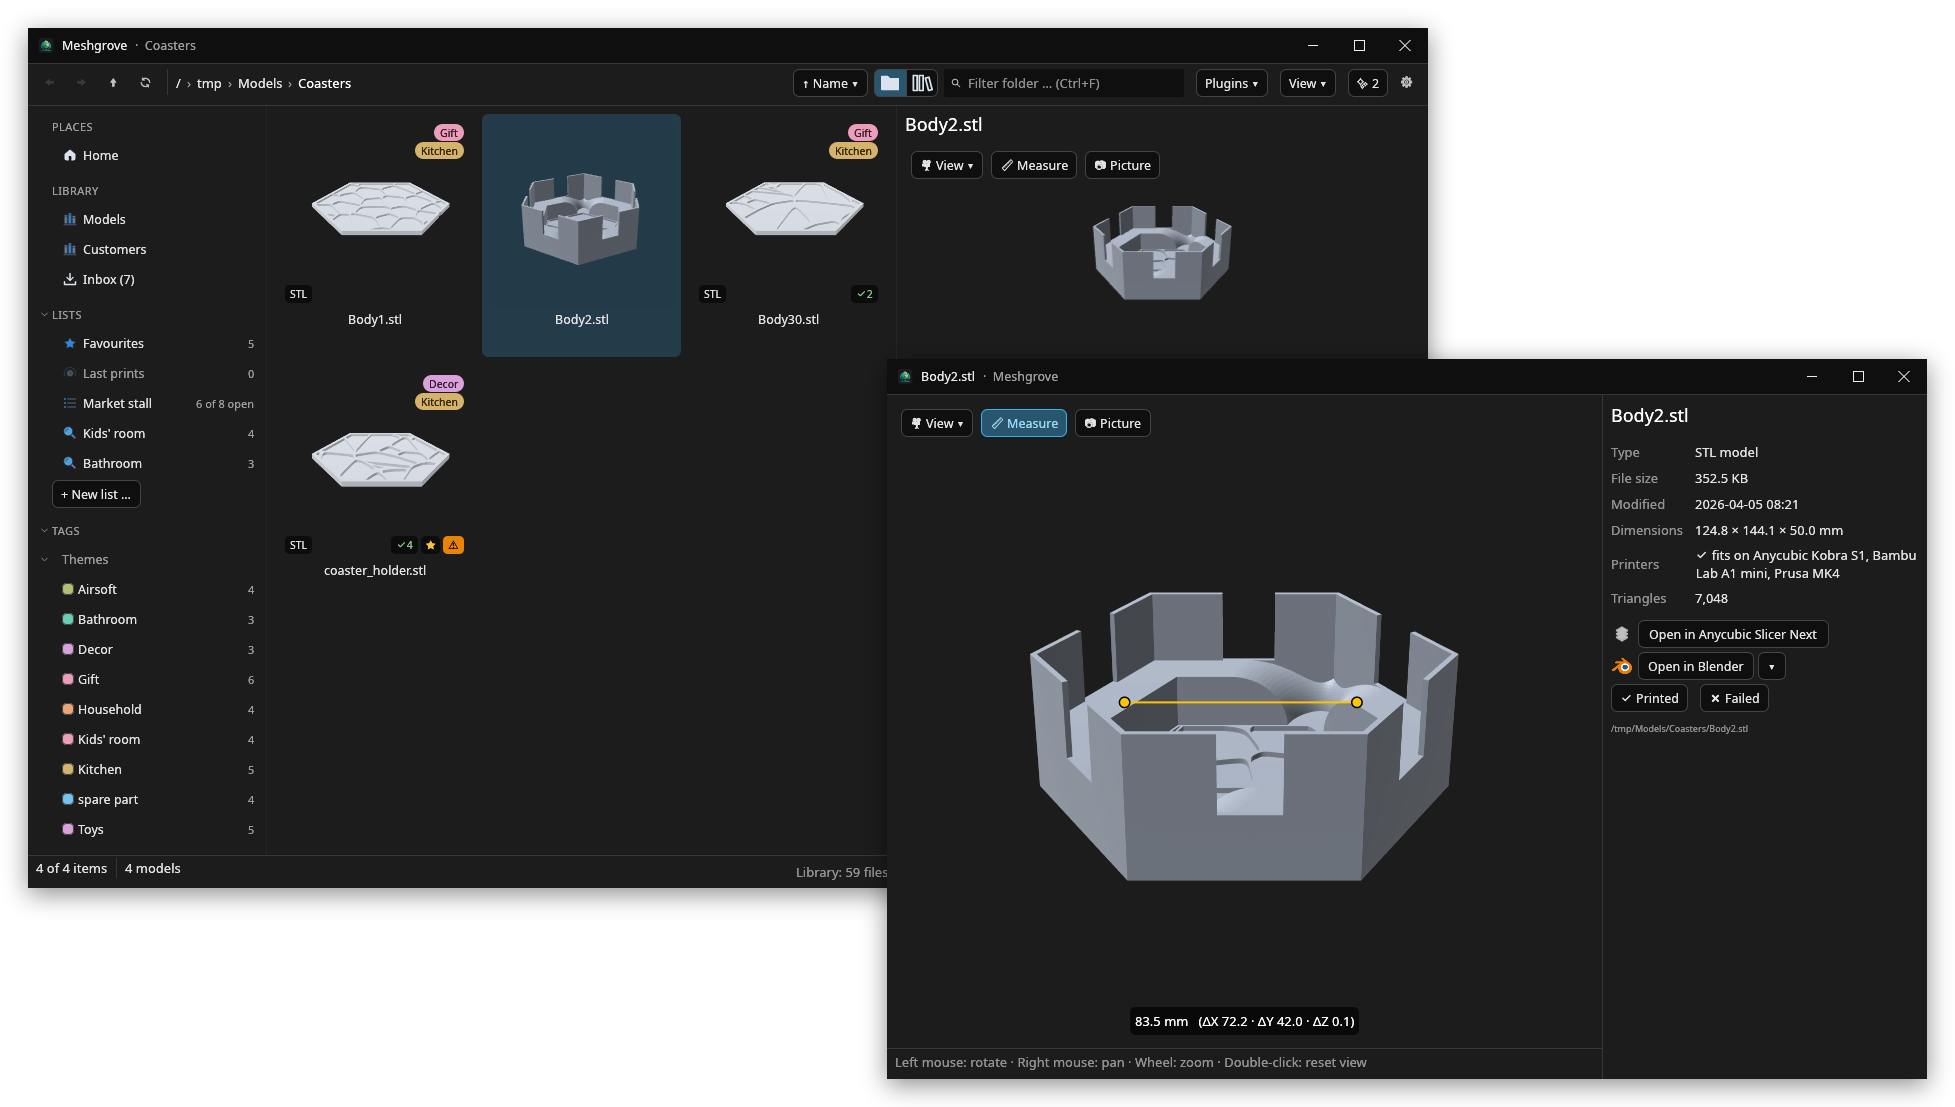 Meshgrove · Coasters
/ › tmp › Models › Coasters
↑ Name ▾
Filter folder ... (Ctrl+F)
Plugins ▾
View ▾
2
PLACES
Home
LIBRARY
Models
Customers
Inbox (7)
LISTS
Favourites 5
Last prints 0
Market stall 6 of 8 open
Kids' room 4
Bathroom 3
+ New list ...
TAGS
Themes
Airsoft 4
Bathroom 3
Decor 3
Gift 6
Household 4
Kids' room 4
Kitchen 5
spare part 4
Toys 5
4 of 4 items
4 models
Library: 59 files
Gift
Kitchen
STL
Body1.stl
Body2.stl
Gift
Kitchen
STL
✓2
Body30.stl
Decor
Kitchen
STL
✓4
coaster_holder.stl
Body2.stl
View ▾
Measure
Picture
Body2.stl · Meshgrove
View ▾
Measure
Picture
83.5 mm (ΔX 72.2 · ΔY 42.0 · ΔZ 0.1)
Left mouse: rotate · Right mouse: pan · Wheel: zoom · Double-click: reset view
Body2.stl
Type STL model
File size 352.5 KB
Modified 2026-04-05 08:21
Dimensions 124.8 × 144.1 × 50.0 mm
Printers ✓ fits on Anycubic Kobra S1, Bambu
Lab A1 mini, Prusa MK4
Triangles 7,048
Open in Anycubic Slicer Next
Open in Blender ▾
✓ Printed
✕ Failed
/tmp/Models/Coasters/Body2.stl